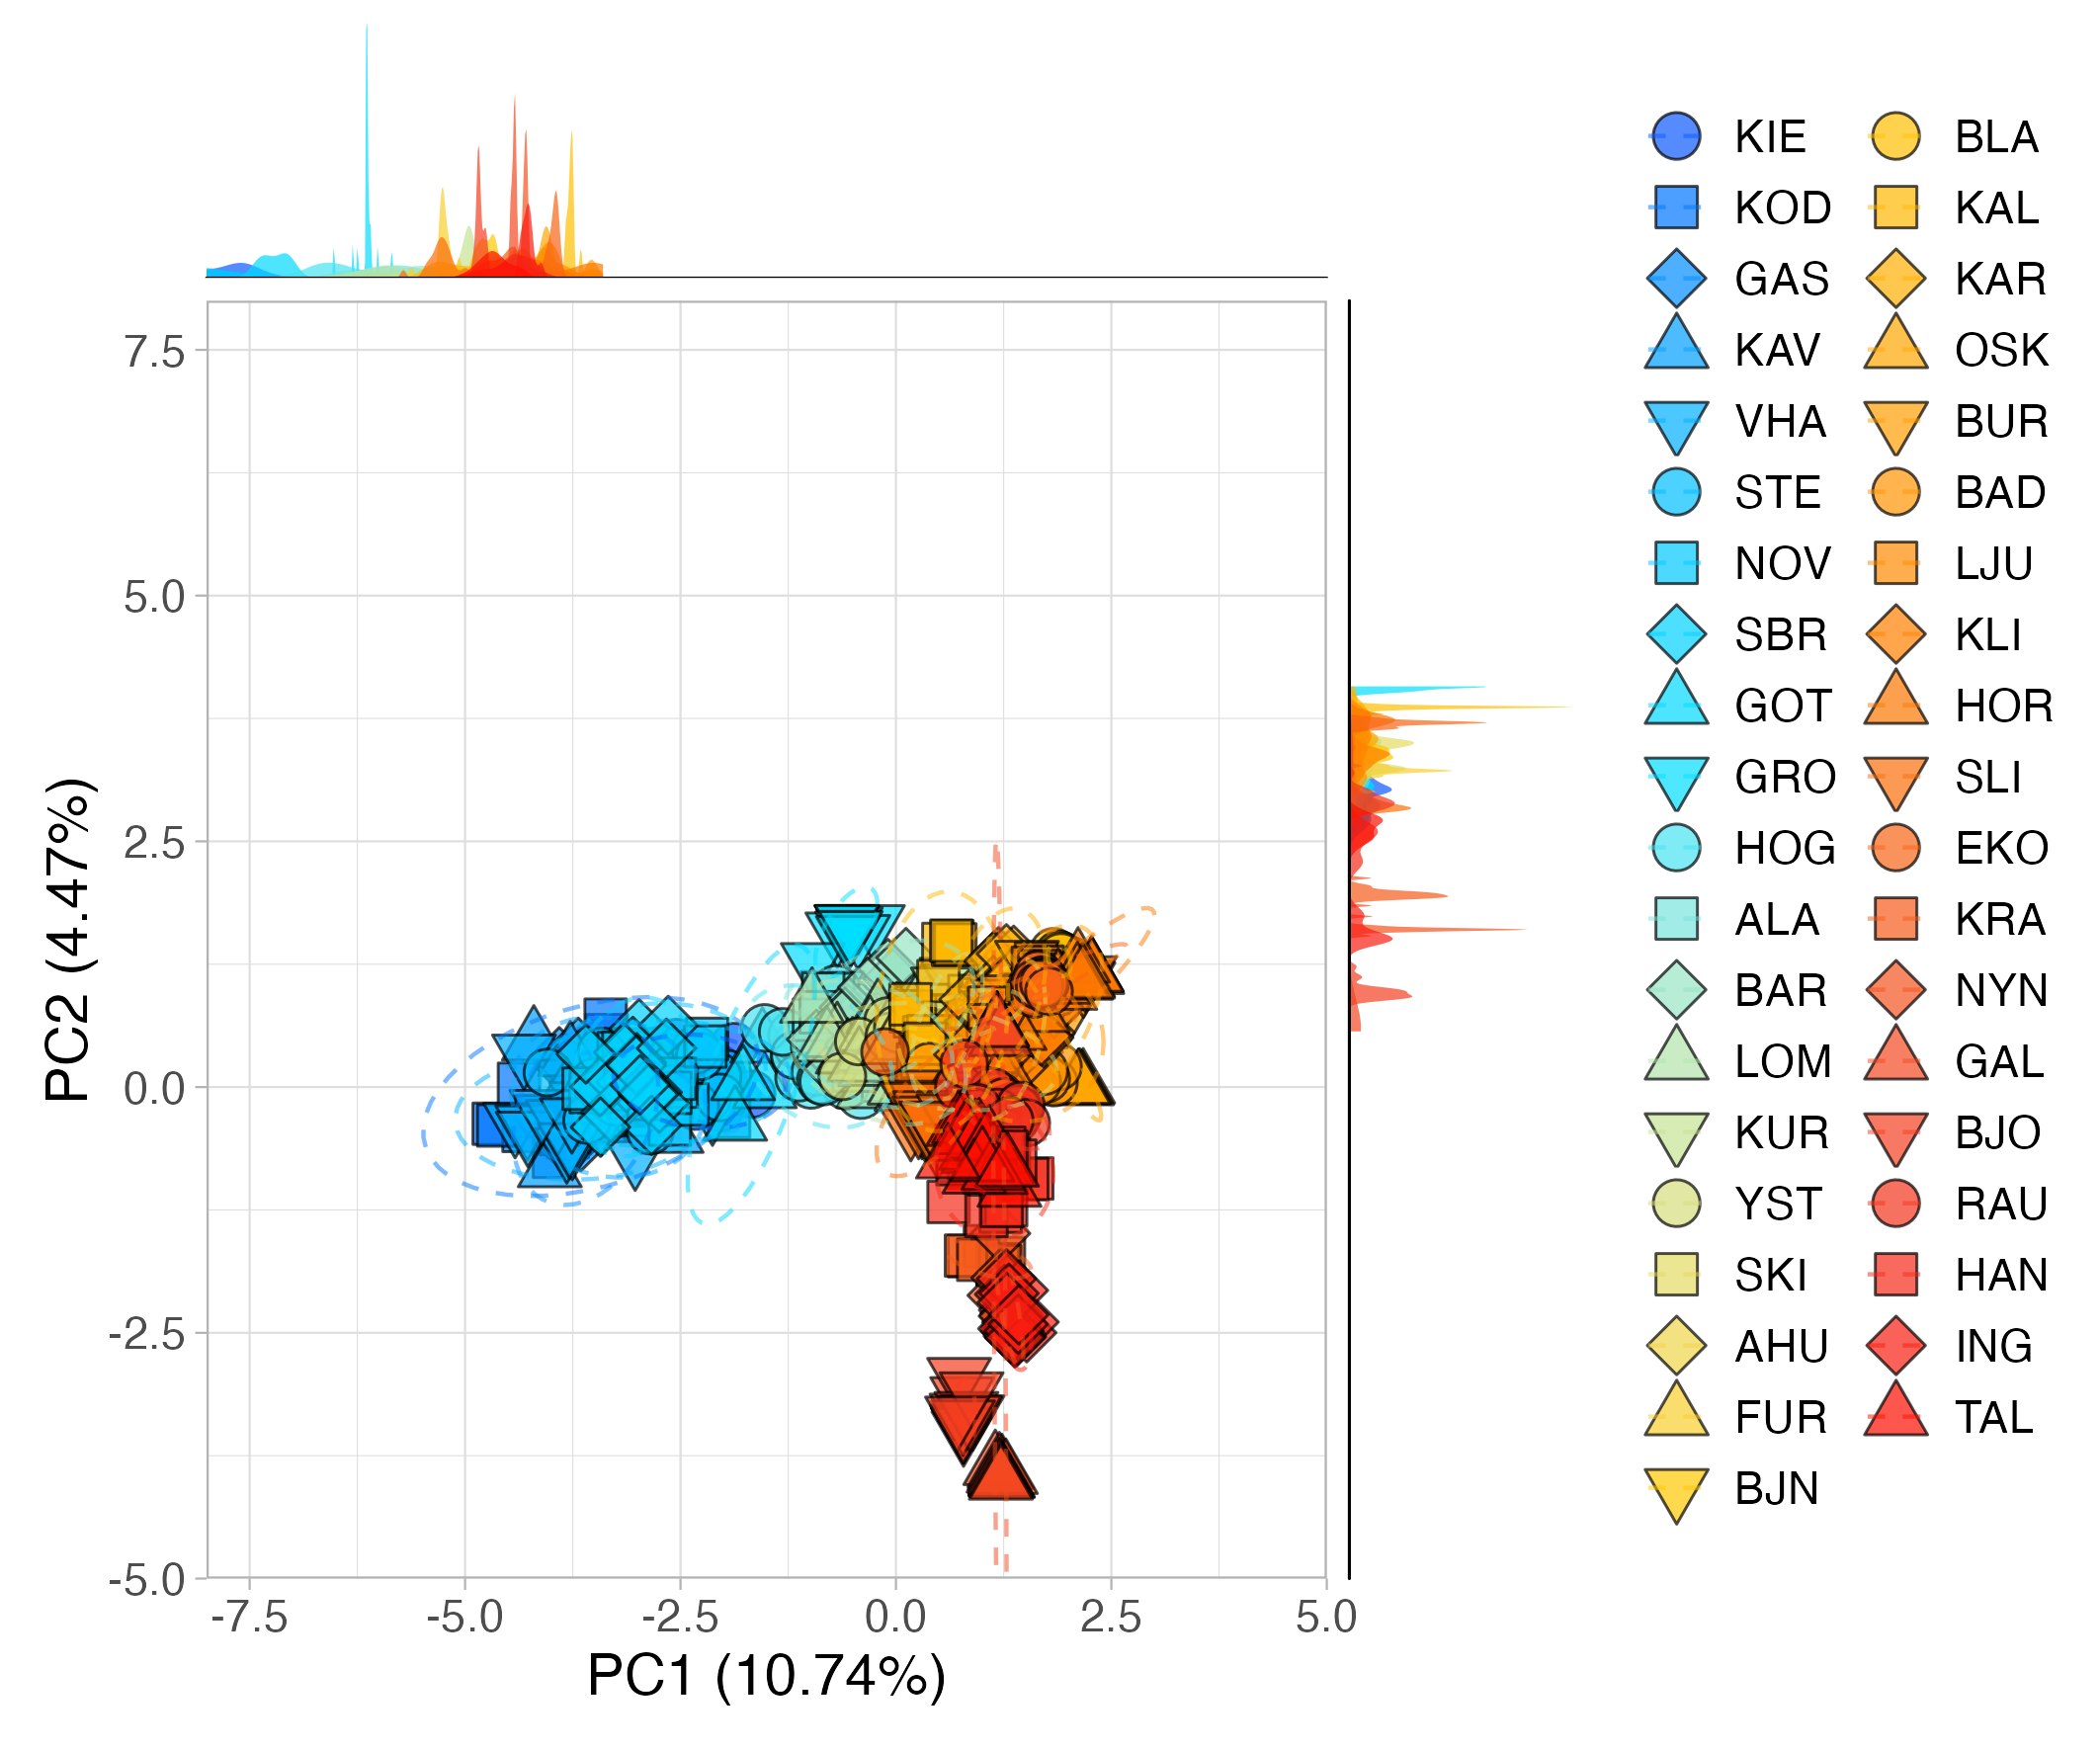 7.5
5.0
2.5
0.0
-2.5
-5.0
PC2 (4.47%)
-7.5 -5.0 -2.5 0.0 2.5 5.0
PC1 (10.74%)
KIE
KOD
GAS
KAV
VHA
STE
NOV
SBR
GOT
GRO
HOG
ALA
BAR
LOM
KUR
YST
SKI
AHU
FUR
BJN
BLA
KAL
KAR
OSK
BUR
BAD
LJU
KLI
HOR
SLI
EKO
KRA
NYN
GAL
BJO
RAU
HAN
ING
TAL